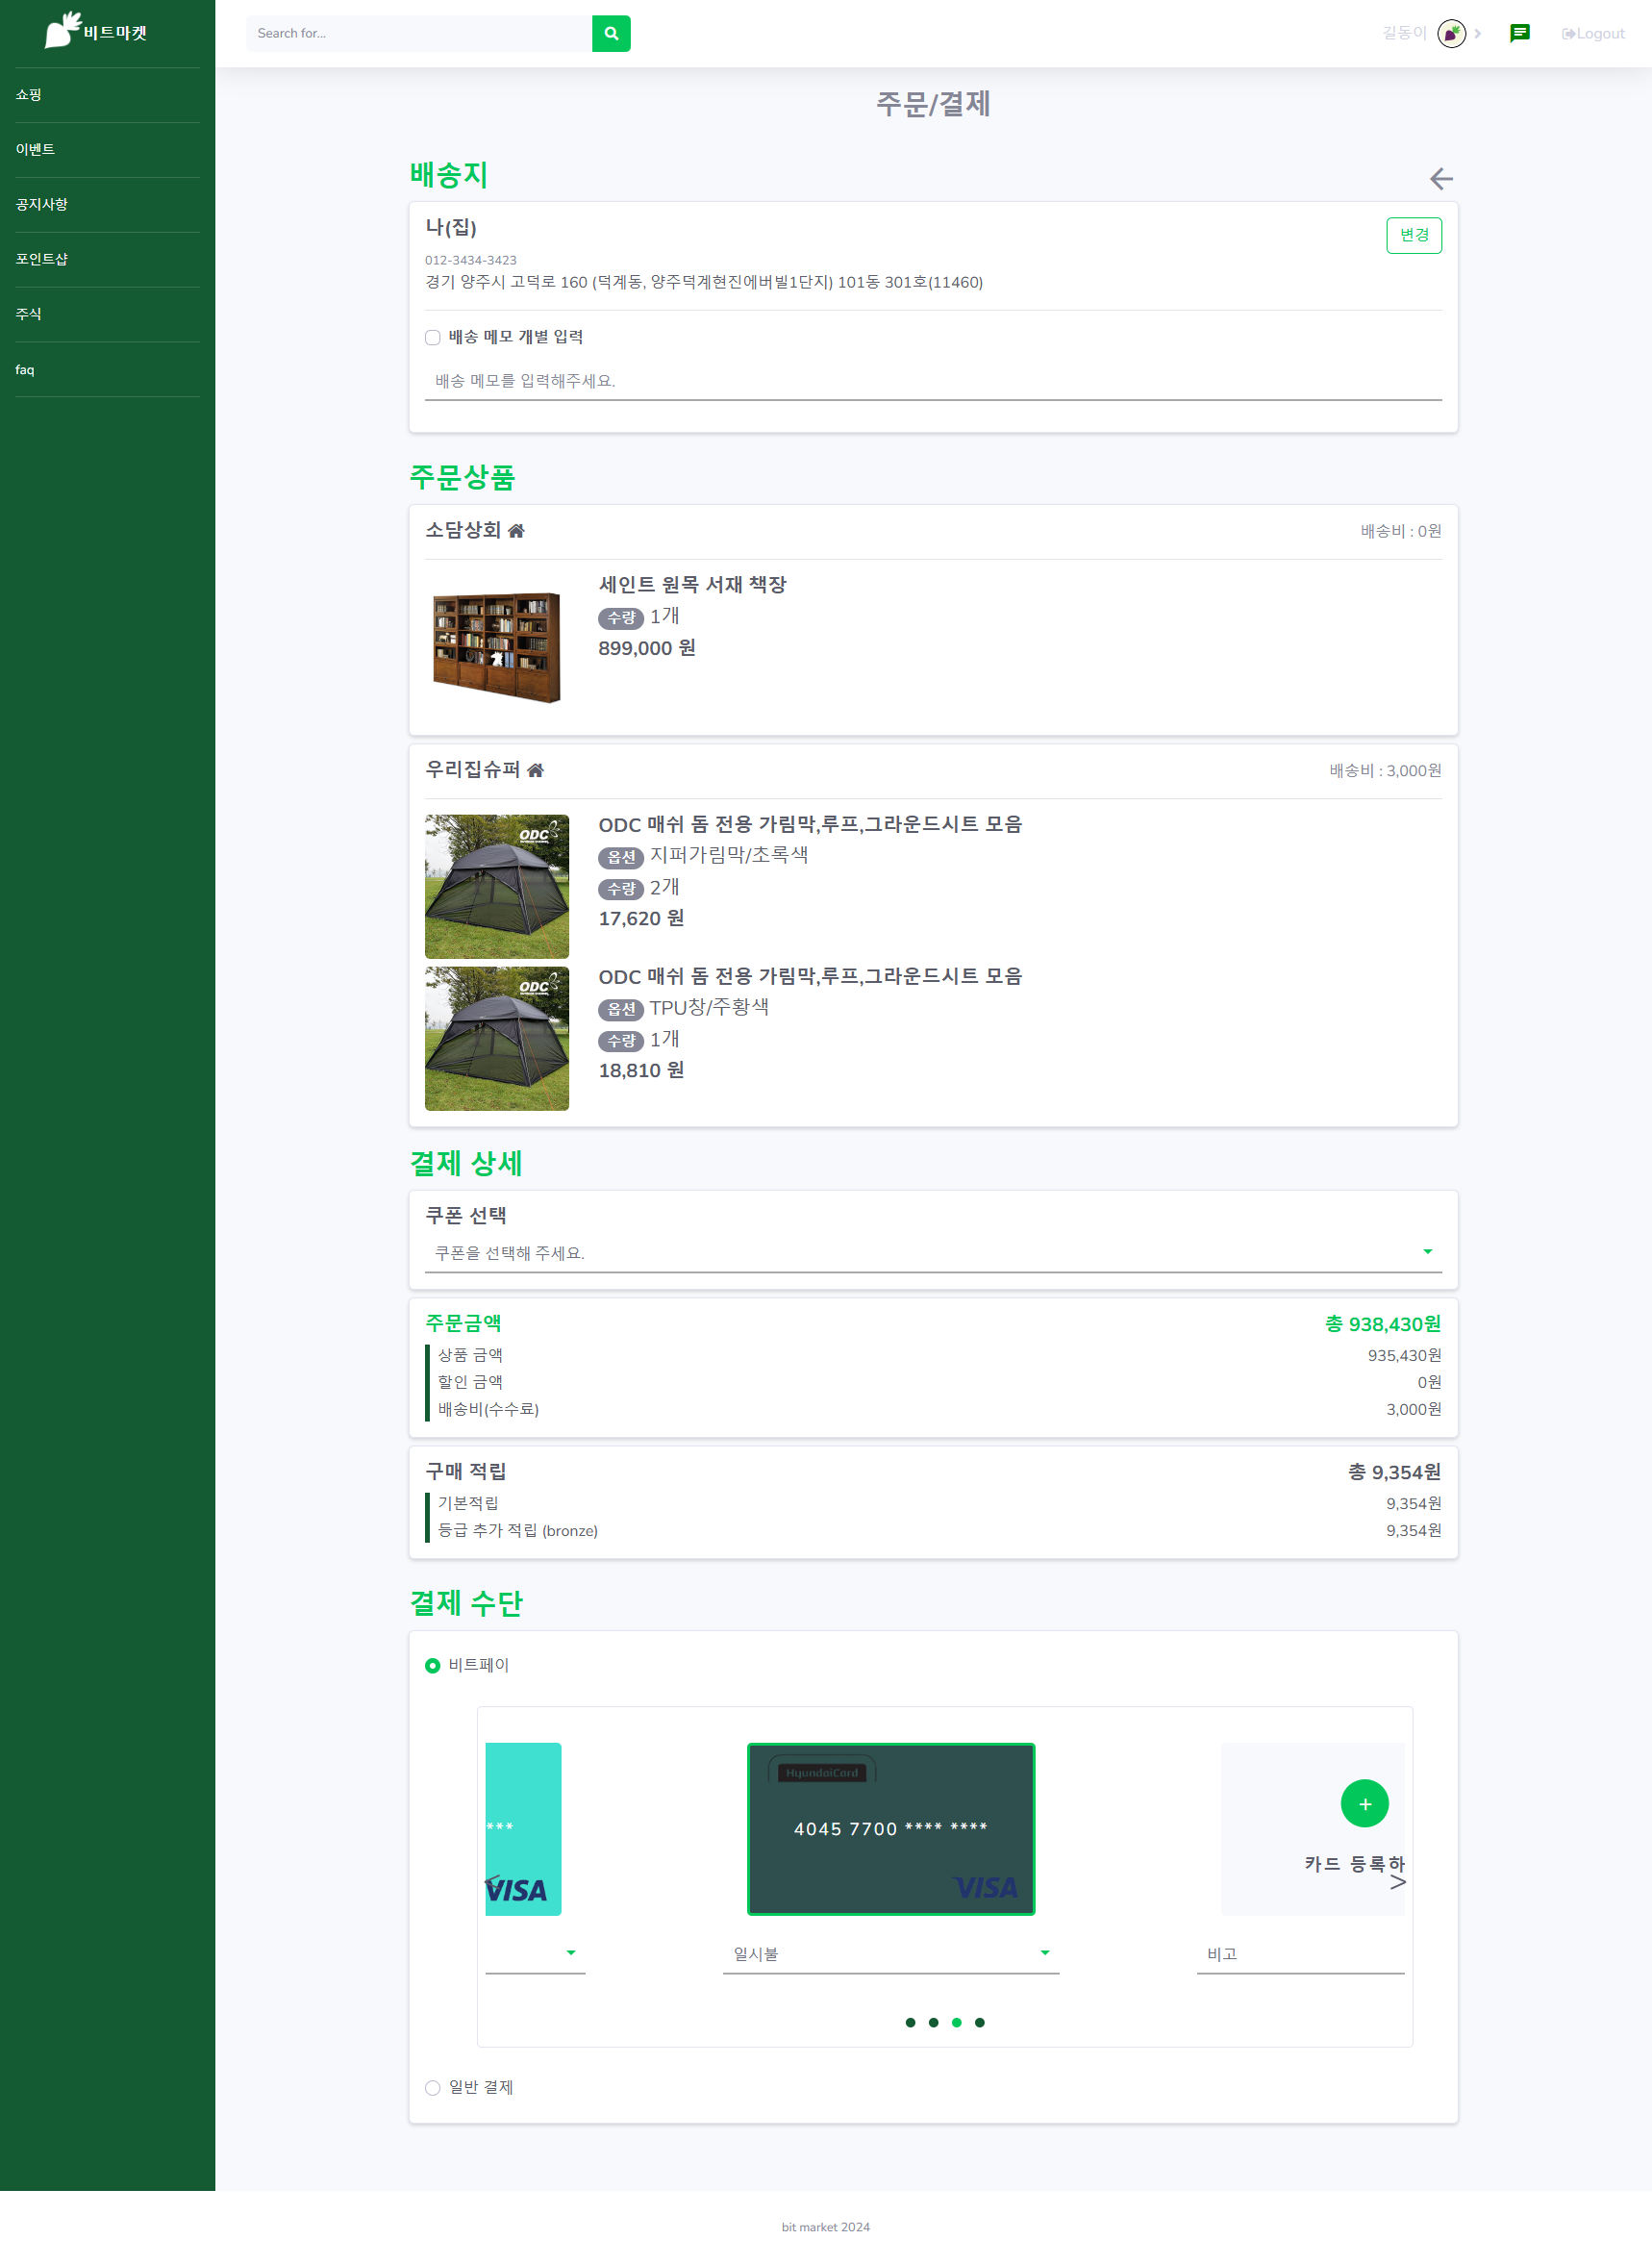 비트마켓
Search for...
길동이
Logout
쇼핑
이벤트
공지사항
포인트샵
주식
faq
주문/결제
배송지
나(집)
변경
012-3434-3423
경기 양주시 고덕로 160 (덕계동, 양주덕계현진에버빌1단지) 101동 301호(11460)
배송 메모 개별 입력
배송 메모를 입력해주세요.
주문상품
소담상회
배송비 : 0원
세인트 원목 서재 책장
수량 1개
899,000 원
우리집슈퍼
배송비 : 3,000원
ODC
ODC 매쉬 돔 전용 가림막,루프,그라운드시트 모음
옵션 지퍼가림막/초록색
수량 2개
17,620 원
ODC
ODC 매쉬 돔 전용 가림막,루프,그라운드시트 모음
옵션 TPU창/주황색
수량 1개
18,810 원
결제 상세
쿠폰 선택
쿠폰을 선택해 주세요.
주문금액 총 938,430원
상품 금액 935,430원
할인 금액 0원
배송비(수수료) 3,000원
구매 적립 총 9,354원
기본적립 9,354원
등급 추가 적립 (bronze) 9,354원
결제 수단
비트페이
***
VISA
HyundaiCard
4045 7700 **** ****
VISA
일시불
+
카드 등록하
비고
< >
일반 결제
bit market 2024